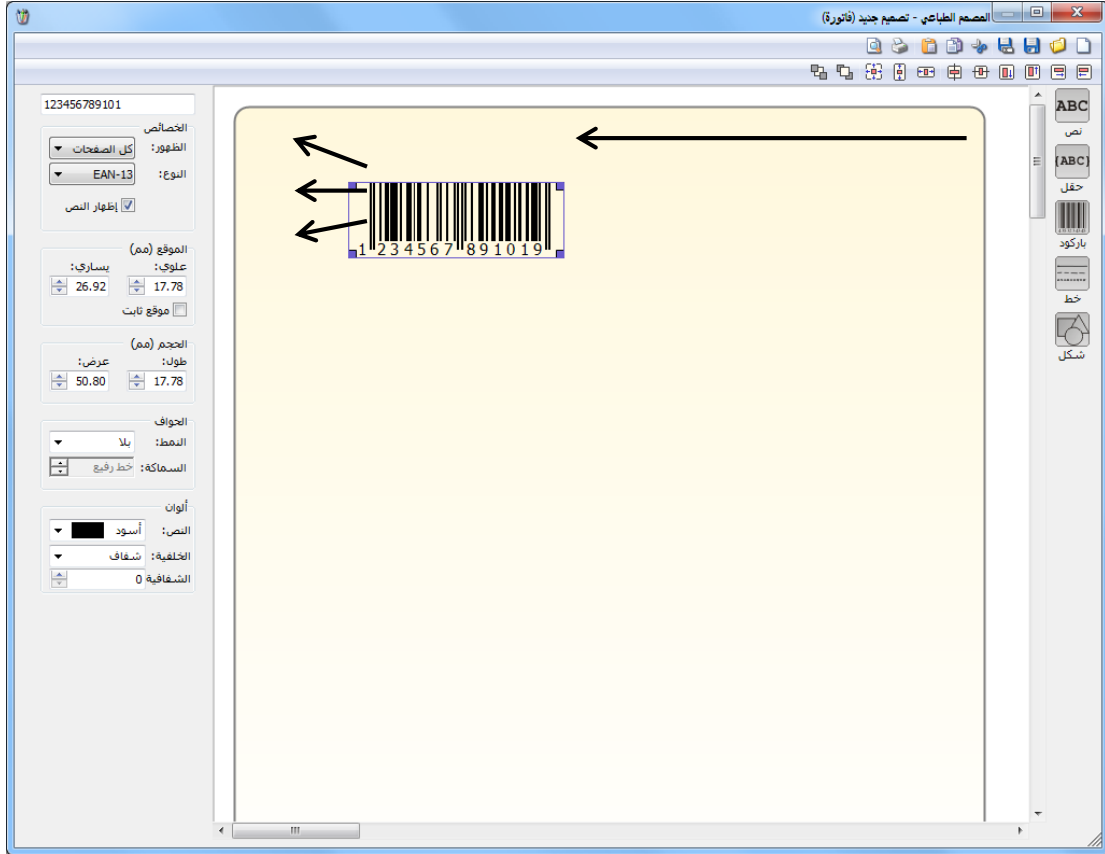 المصمم الطباعي - تصميم جديد (فاتورة)
ABC
نص
{ABC}
حقل
باركود
خط
شكل
1 234567 891019
123456789101
الخصائص
الظهور: كل الصفحات
النوع: EAN-13
إظهار النص
الموقع (مم)
علوي: يساري:
17.78 26.92
موقع ثابت
الحجم (مم)
طول: عرض:
17.78 50.80
الحواف
النمط: بلا
السماكة: خط رفيع
ألوان
النص: أسود
الخلفية: شفاف
الشفافية 0